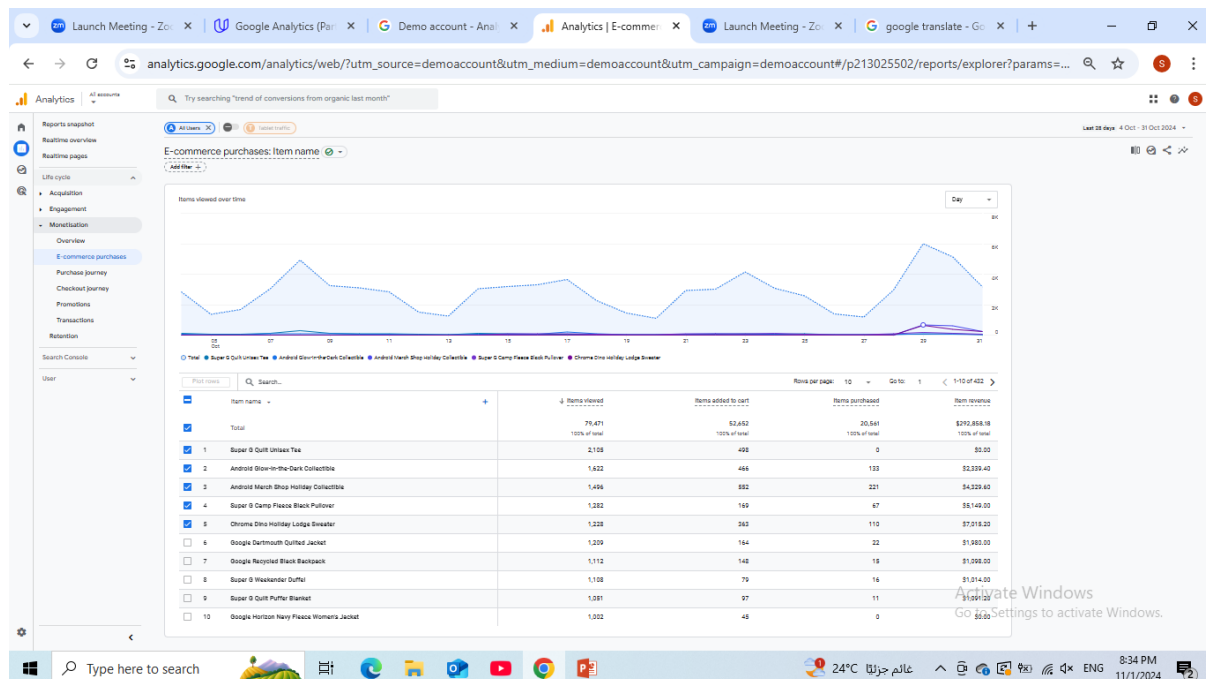 Launch Meeting - Zoo
Google Analytics (Par
Demo account - Anal
Analytics | E-commer
Launch Meeting - Zoo
google translate - Go
analytics.google.com/analytics/web/?utm_source=demoaccount&utm_medium=demoaccount&utm_campaign=demoaccount#/p213025502/reports/explorer?params=...
S
Analytics
All accounts
Try searching "trend of conversions from organic last month"
S
Reports snapshot
Realtime overview
Realtime pages
Life cycle
Acquisition
Engagement
Monetisation
Overview
E-commerce purchases
Purchase journey
Checkout journey
Promotions
Transactions
Retention
Search Console
User
A All Users
Tablet traffic
Last 28 days 4 Oct - 31 Oct 2024
E-commerce purchases: Item name
Add filter +
Items viewed over time
Day
8K
6K
4K
2K
0
05 Oct 07 09 11 13 15 17 19 21 23 25 27 29 31
Total Super G Quilt Unisex Tee Android Glow-in-the-Dark Collectible Android Merch Shop Holiday Collectible Super G Camp Fleece Black Pullover Chrome Dino Holiday Lodge Sweater
Plot rows Search... Rows per page: 10 Go to: 1 1-10 of 432
Item name + ↓ Items viewed Items added to cart Items purchased Item revenue
Total 79,471 52,652 20,561 $292,858.18
100% of total 100% of total 100% of total 100% of total
1 Super G Quilt Unisex Tee 2,105 498 0 $0.00
2 Android Glow-in-the-Dark Collectible 1,622 466 133 $2,339.40
3 Android Merch Shop Holiday Collectible 1,496 882 221 $4,329.60
4 Super G Camp Fleece Black Pullover 1,282 169 67 $5,149.00
5 Chrome Dino Holiday Lodge Sweater 1,228 363 110 $7,015.20
6 Google Dartmouth Quilted Jacket 1,209 164 22 $1,980.00
7 Google Recycled Black Backpack 1,112 148 18 $1,098.00
8 Super G Weekender Duffel 1,108 79 16 $1,014.00
9 Super G Quilt Puffer Blanket 1,081 97 11 $1,091.20
10 Google Horizon Navy Fleece Women's Jacket 1,002 45 0 $0.00
Activate Windows
Go to Settings to activate Windows.
Type here to search
24°C غائم جزئيًا
ENG
8:34 PM
11/1/2024